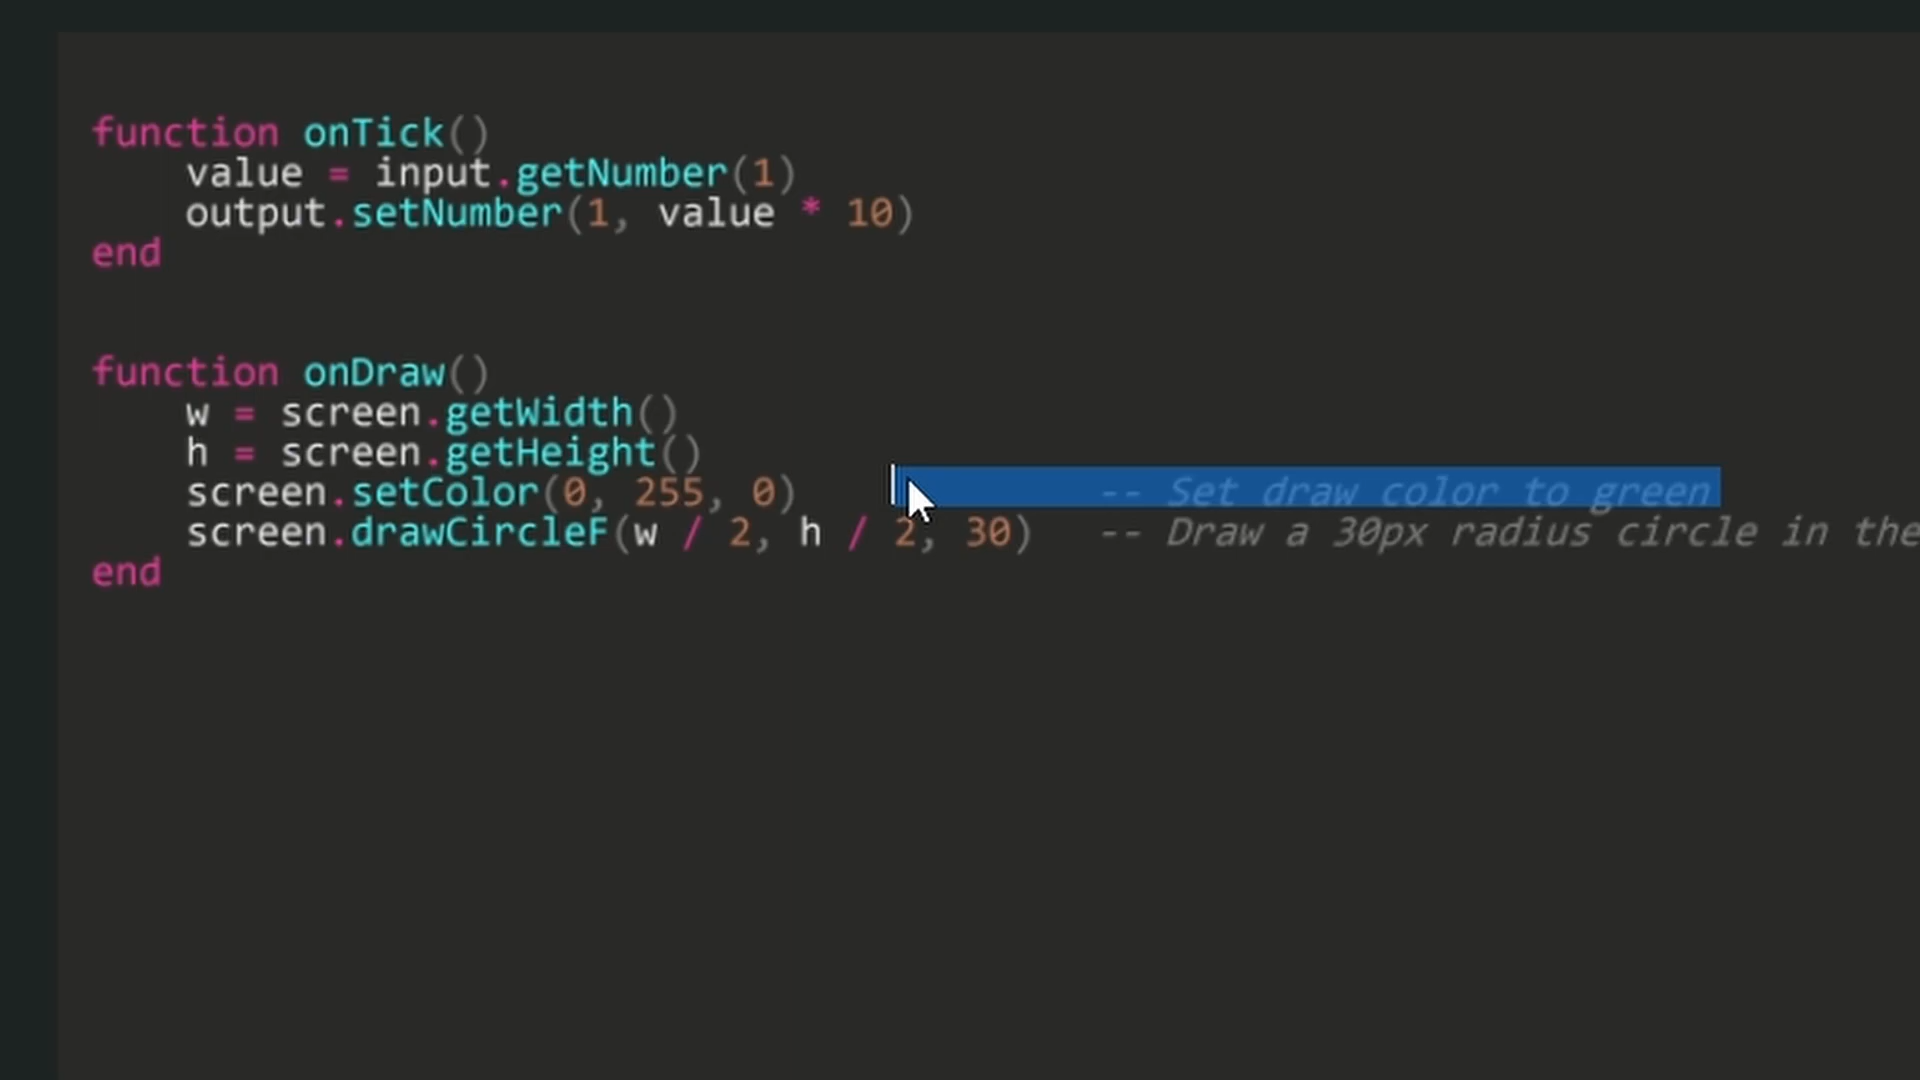 function onTick()
    value = input.getNumber(1)
    output.setNumber(1, value * 10)
end
function onDraw()
    w = screen.getWidth()
    h = screen.getHeight()
    screen.setColor(0, 255, 0)             -- Set draw color to green
    screen.drawCircleF(w / 2, h / 2, 30)   -- Draw a 30px radius circle in the
end